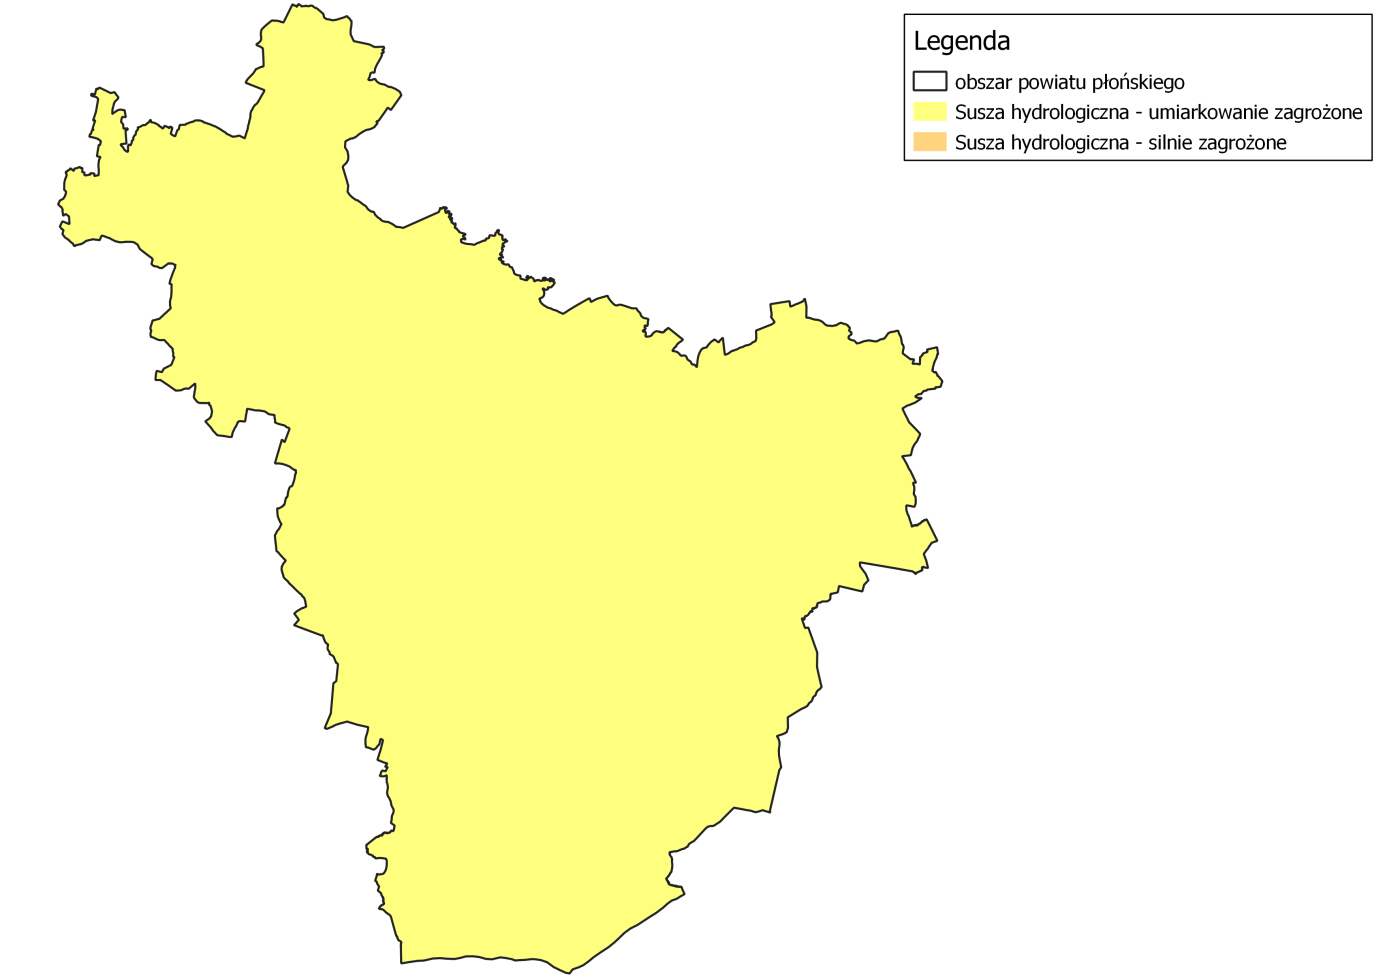 Legenda
obszar powiatu płońskiego
Susza hydrologiczna - umiarkowanie zagrożone
Susza hydrologiczna - silnie zagrożone